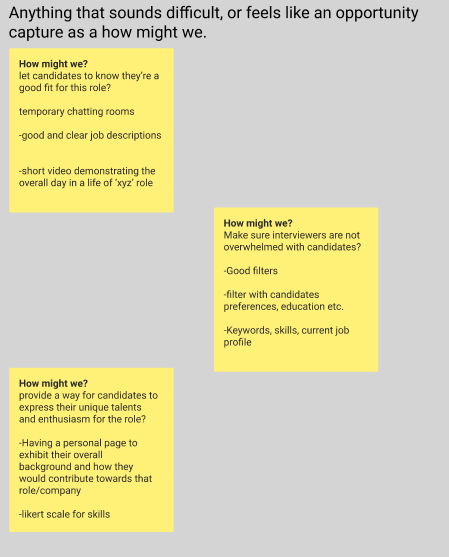 Anything that sounds difficult, or feels like an opportunity
capture as a how might we.
How might we?
let candidates to know they're a
good fit for this role?
temporary chatting rooms
-good and clear job descriptions
-short video demonstrating the
overall day in a life of 'xyz' role
How might we?
Make sure interviewers are not
overwhelmed with candidates?
-Good filters
-filter with candidates
preferences, education etc.
-Keywords, skills, current job
profile
How might we?
provide a way for candidates to
express their unique talents
and enthusiasm for the role?
-Having a personal page to
exhibit their overall
background and how they
would contribute towards that
role/company
-likert scale for skills